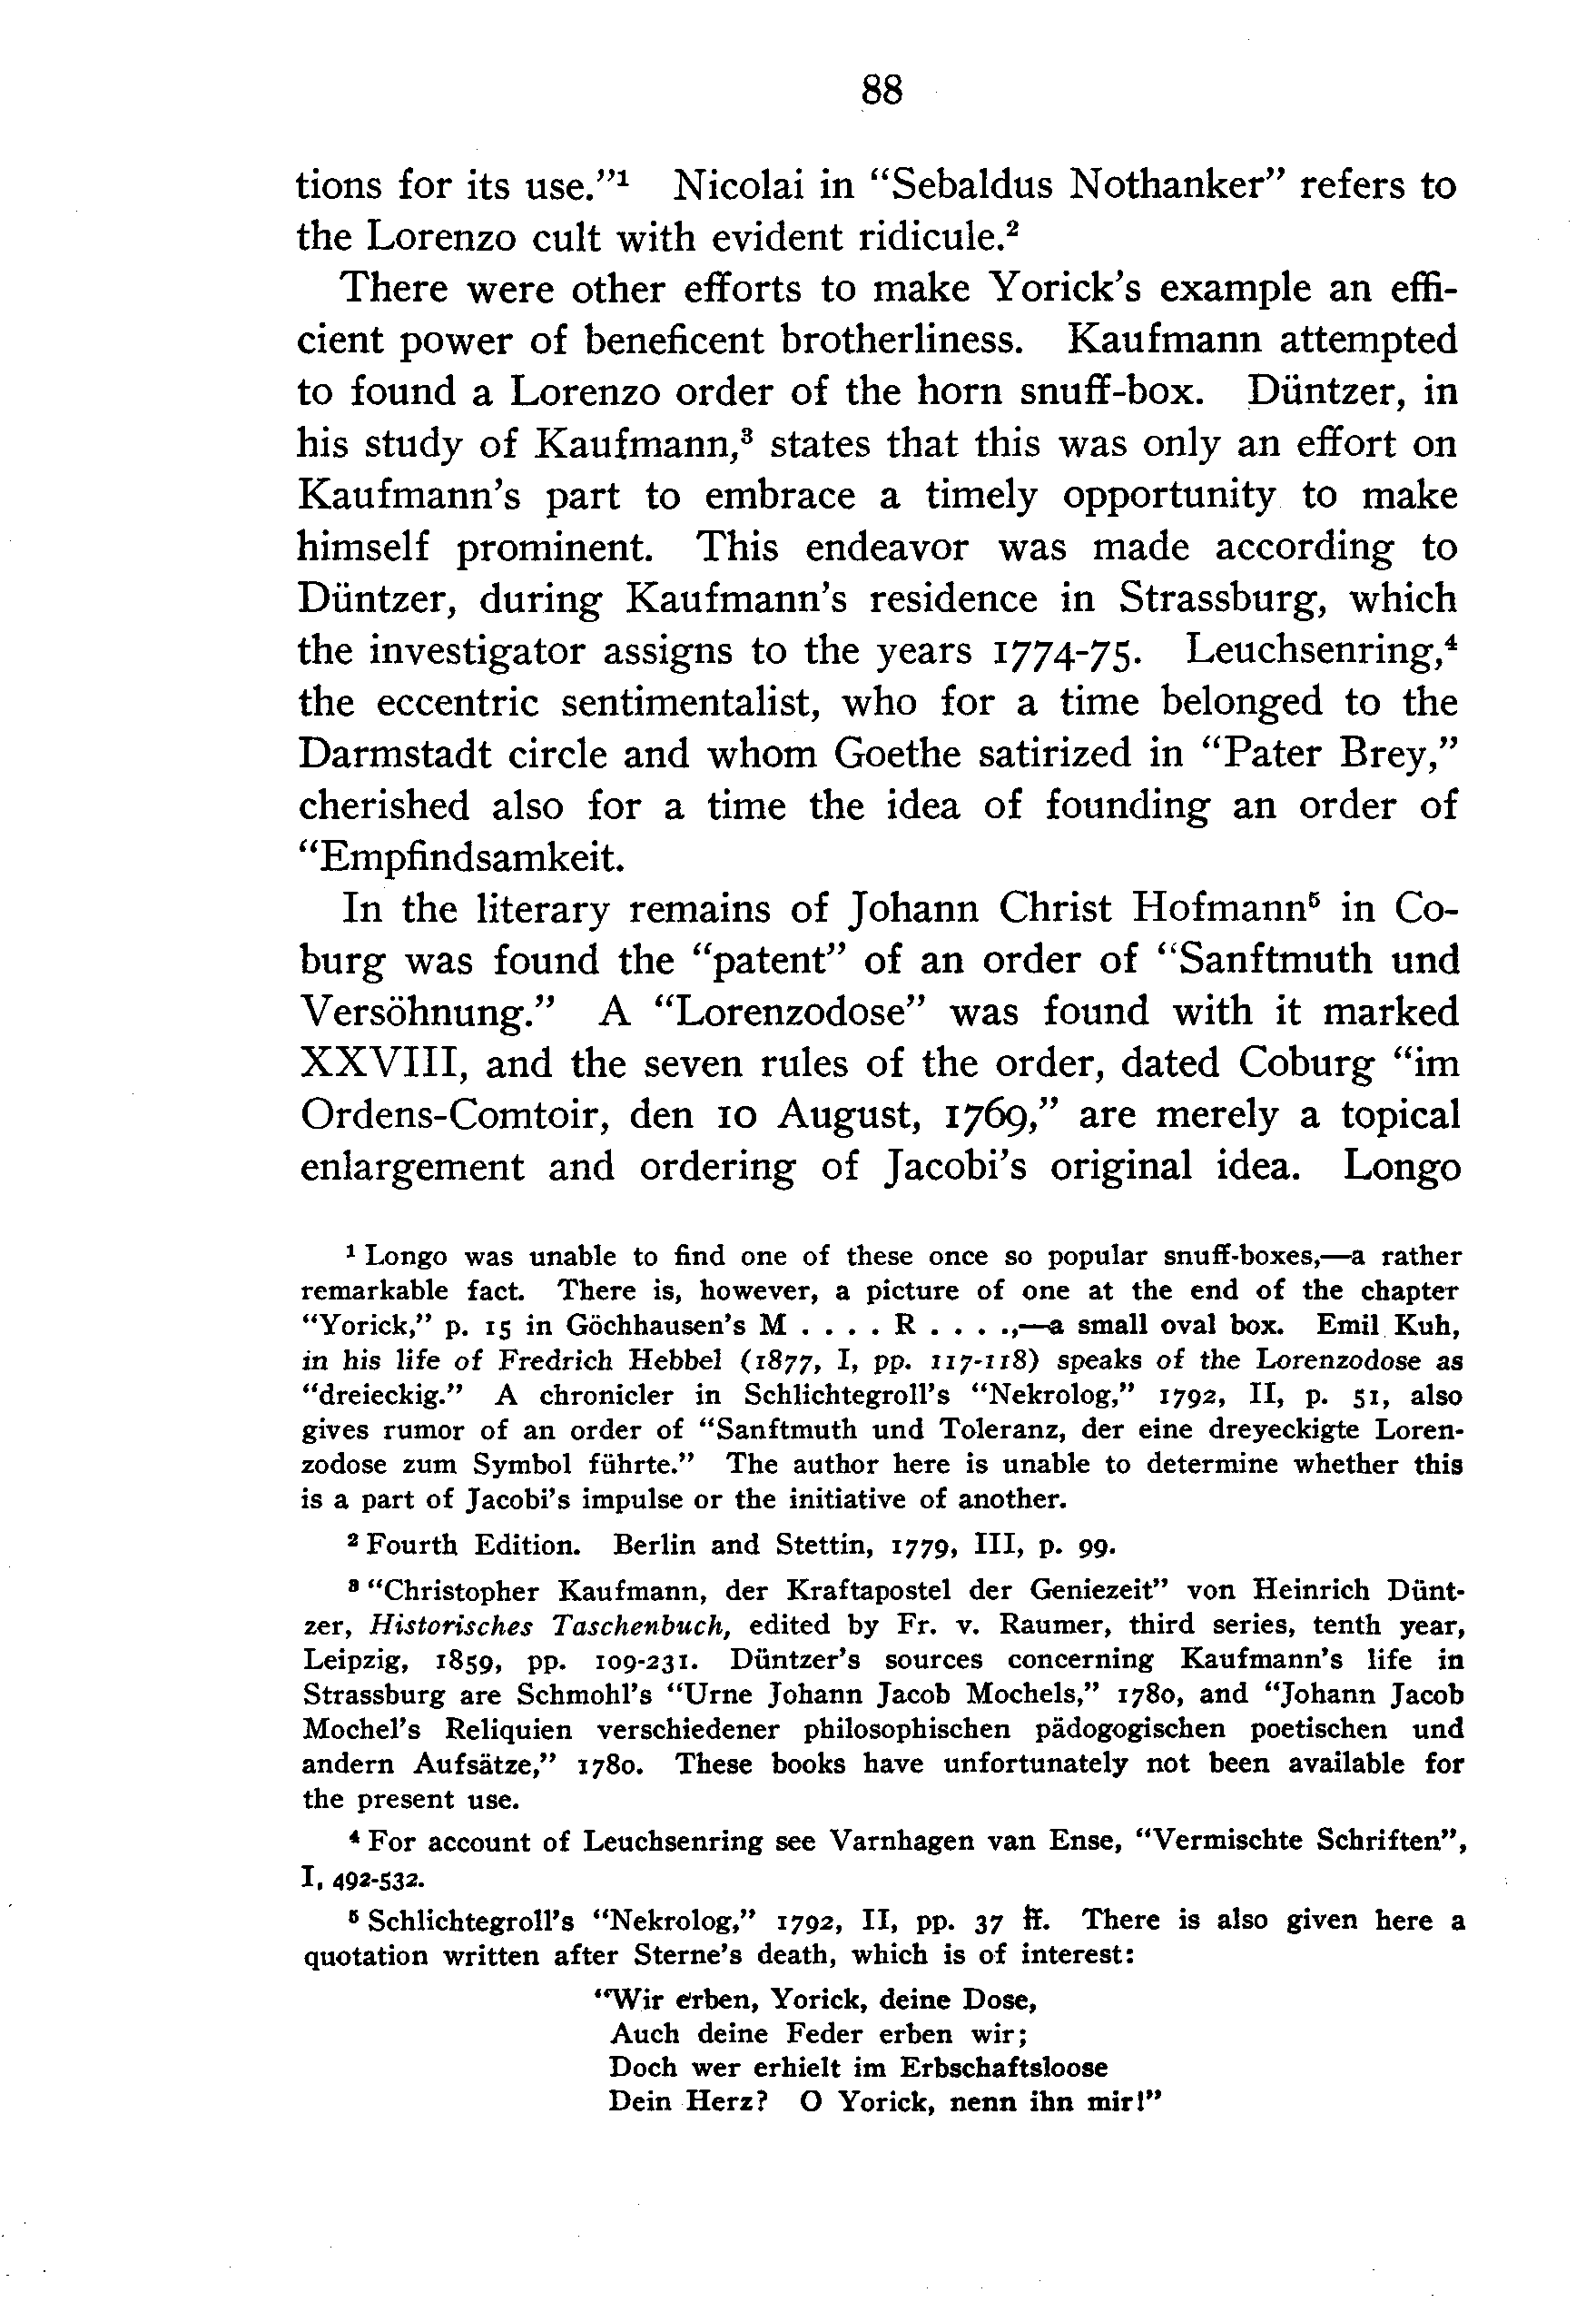 88
tions for its use.”¹ Nicolai in “Sebaldus Nothanker” refers to
the Lorenzo cult with evident ridicule.²
There were other efforts to make Yorick’s example an effi-
cient power of beneficent brotherliness. Kaufmann attempted
to found a Lorenzo order of the horn snuff-box. Düntzer, in
his study of Kaufmann,³ states that this was only an effort on
Kaufmann’s part to embrace a timely opportunity to make
himself prominent. This endeavor was made according to
Düntzer, during Kaufmann’s residence in Strassburg, which
the investigator assigns to the years 1774-75. Leuchsenring,⁴
the eccentric sentimentalist, who for a time belonged to the
Darmstadt circle and whom Goethe satirized in “Pater Brey,”
cherished also for a time the idea of founding an order of
“Empfindsamkeit.
In the literary remains of Johann Christ Hofmann⁵ in Co-
burg was found the “patent” of an order of “Sanftmuth und
Versöhnung.” A “Lorenzodose” was found with it marked
XXVIII, and the seven rules of the order, dated Coburg “im
Ordens-Comtoir, den 10 August, 1769,” are merely a topical
enlargement and ordering of Jacobi’s original idea. Longo
¹ Longo was unable to find one of these once so popular snuff-boxes,—a rather
remarkable fact. There is, however, a picture of one at the end of the chapter
“Yorick,” p. 15 in Göchhausen’s M . . . . R . . . .,—a small oval box. Emil Kuh,
in his life of Fredrich Hebbel (1877, I, pp. 117-118) speaks of the Lorenzodose as
“dreieckig.” A chronicler in Schlichtegroll’s “Nekrolog,” 1792, II, p. 51, also
gives rumor of an order of “Sanftmuth und Toleranz, der eine dreyeckigte Loren-
zodose zum Symbol führte.” The author here is unable to determine whether this
is a part of Jacobi’s impulse or the initiative of another.
² Fourth Edition. Berlin and Stettin, 1779, III, p. 99.
³ “Christopher Kaufmann, der Kraftapostel der Geniezeit” von Heinrich Dünt-
zer, Historisches Taschenbuch, edited by Fr. v. Raumer, third series, tenth year,
Leipzig, 1859, pp. 109-231. Düntzer’s sources concerning Kaufmann’s life in
Strassburg are Schmohl’s “Urne Johann Jacob Mochels,” 1780, and “Johann Jacob
Mochel’s Reliquien verschiedener philosophischen pädogogischen poetischen und
andern Aufsätze,” 1780. These books have unfortunately not been available for
the present use.
⁴ For account of Leuchsenring see Varnhagen van Ense, “Vermischte Schriften”,
I, 492-532.
⁵ Schlichtegroll’s “Nekrolog,” 1792, II, pp. 37 ff. There is also given here a
quotation written after Sterne’s death, which is of interest:
“Wir erben, Yorick, deine Dose,
Auch deine Feder erben wir;
Doch wer erhielt im Erbschaftsloose
Dein Herz? O Yorick, nenn ihn mir!”